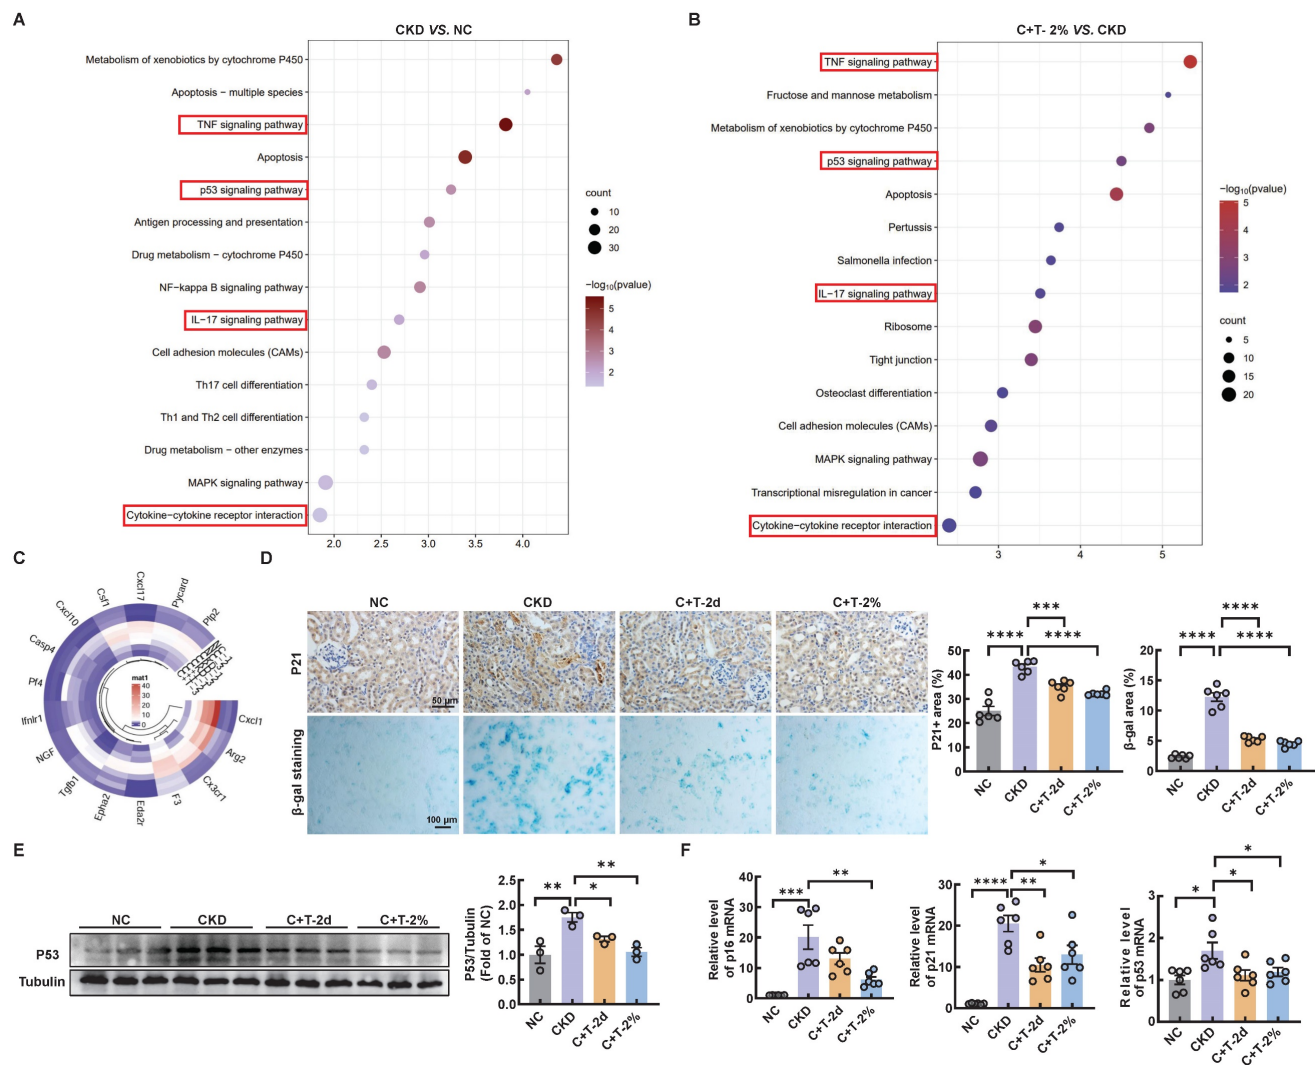 A
CKD VS. NC
Metabolism of xenobiotics by cytochrome P450
Apoptosis − multiple species
TNF signaling pathway
Apoptosis
p53 signaling pathway
Antigen processing and presentation
Drug metabolism − cytochrome P450
NF−kappa B signaling pathway
IL−17 signaling pathway
Cell adhesion molecules (CAMs)
Th17 cell differentiation
Th1 and Th2 cell differentiation
Drug metabolism − other enzymes
MAPK signaling pathway
Cytokine−cytokine receptor interaction
2.0 2.5 3.0 3.5 4.0
count
10
20
30
−log10(pvalue)
5
4
3
2
B
C+T- 2% VS. CKD
TNF signaling pathway
Fructose and mannose metabolism
Metabolism of xenobiotics by cytochrome P450
p53 signaling pathway
Apoptosis
Pertussis
Salmonella infection
IL−17 signaling pathway
Ribosome
Tight junction
Osteoclast differentiation
Cell adhesion molecules (CAMs)
MAPK signaling pathway
Transcriptional misregulation in cancer
Cytokine−cytokine receptor interaction
3 4 5
−log10(pvalue)
5
4
3
2
count
5
10
15
20
C
Cxcl17
Pycard
Plp2
Csf1
Cxcl10
Casp4
Pf4
Ifnlr1
NGF
Tgfb1
Epha2
Eda2r
F3
Cx3cr1
Arg2
Cxcl1
mat1
40
30
20
10
0
D
NC CKD C+T-2d C+T-2%
P21
50 μm
β-gal staining
100 μm
P21+ area (%)
50
40
30
20
10
0
**** *** ****
NC CKD C+T-2d C+T-2%
β-gal area (%)
20
15
10
5
0
**** **** ****
NC CKD C+T-2d C+T-2%
E
NC CKD C+T-2d C+T-2%
P53
Tubulin
P53/Tubulin
(Fold of NC)
2.5
2.0
1.5
1.0
0.5
0.0
** * **
NC CKD C+T-2d C+T-2%
F
Relative level
of p16 mRNA
40
30
20
10
0
*** **
NC CKD C+T-2d C+T-2%
Relative level
of p21 mRNA
30
20
10
0
**** ** *
NC CKD C+T-2d C+T-2%
Relative level
of p53 mRNA
3
2
1
0
* * *
NC CKD C+T-2d C+T-2%